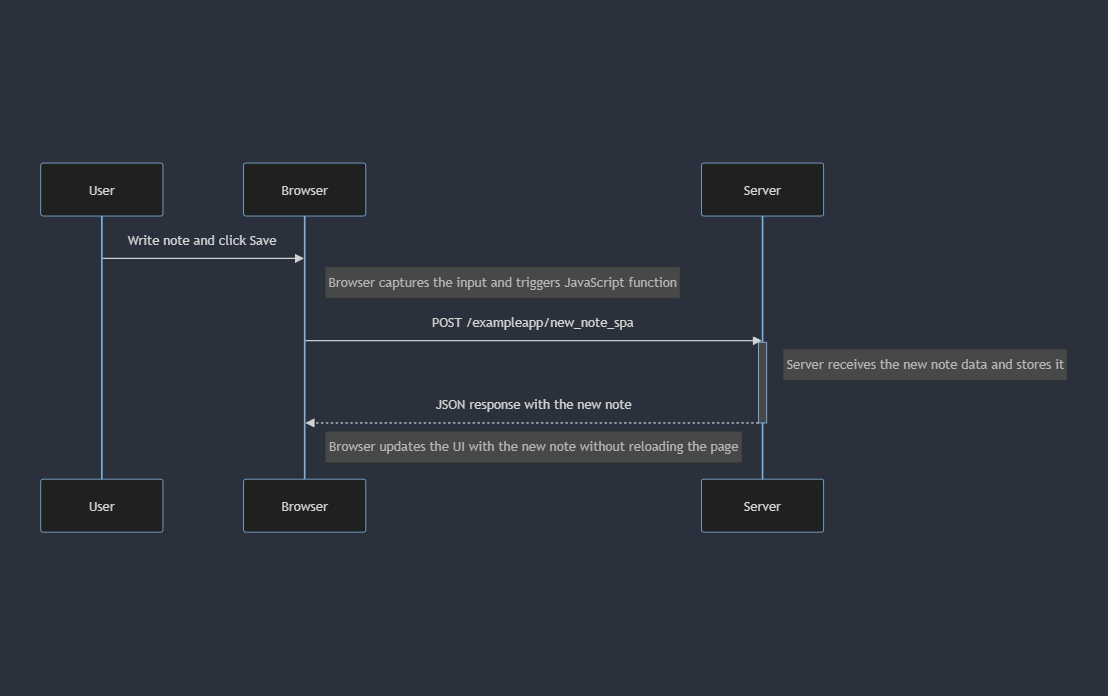 User
Browser
Server
Write note and click Save
Browser captures the input and triggers JavaScript function
POST /exampleapp/new_note_spa
Server receives the new note data and stores it
JSON response with the new note
Browser updates the UI with the new note without reloading the page
User
Browser
Server